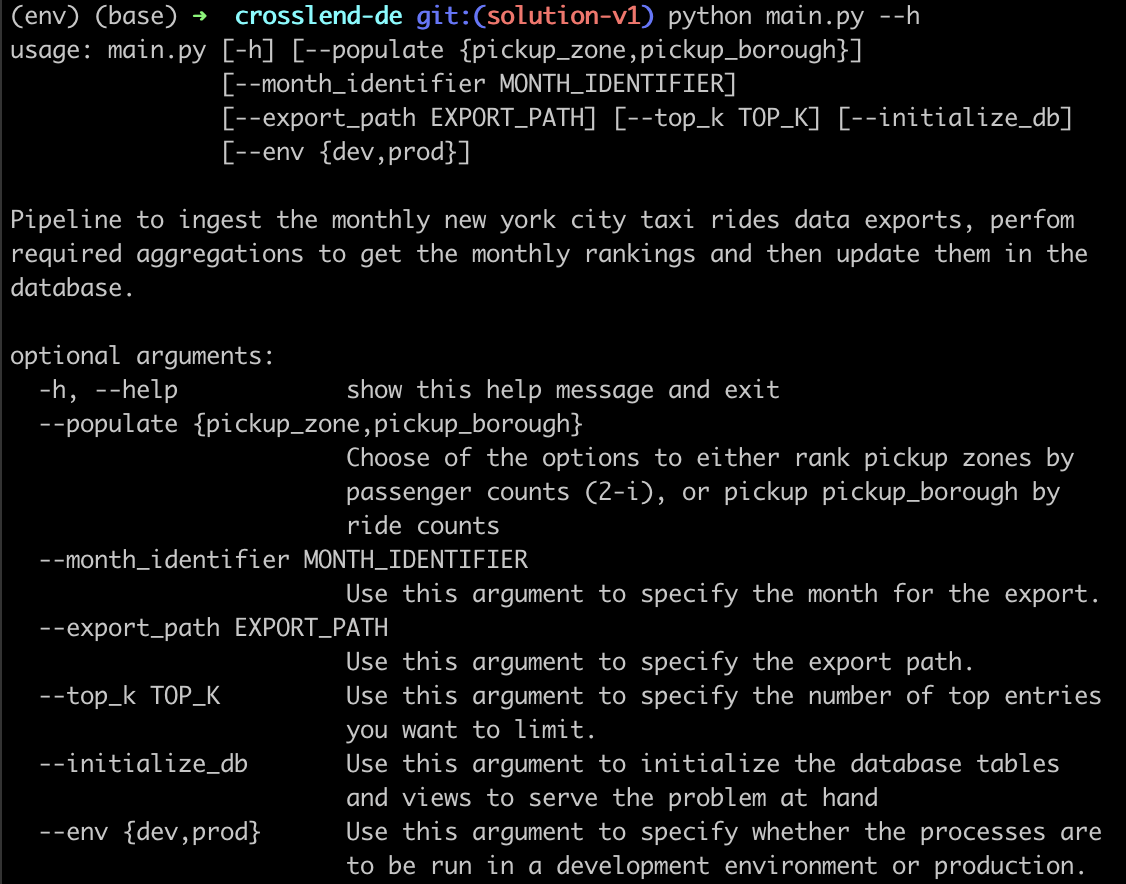 (env) (base) ➜  crosslend-de git:(solution-v1) python main.py --h
usage: main.py [-h] [--populate {pickup_zone,pickup_borough}]
               [--month_identifier MONTH_IDENTIFIER]
               [--export_path EXPORT_PATH] [--top_k TOP_K] [--initialize_db]
               [--env {dev,prod}]

Pipeline to ingest the monthly new york city taxi rides data exports, perfom
required aggregations to get the monthly rankings and then update them in the
database.

optional arguments:
  -h, --help            show this help message and exit
  --populate {pickup_zone,pickup_borough}
                        Choose of the options to either rank pickup zones by
                        passenger counts (2-i), or pickup pickup_borough by
                        ride counts
  --month_identifier MONTH_IDENTIFIER
                        Use this argument to specify the month for the export.
  --export_path EXPORT_PATH
                        Use this argument to specify the export path.
  --top_k TOP_K         Use this argument to specify the number of top entries
                        you want to limit.
  --initialize_db       Use this argument to initialize the database tables
                        and views to serve the problem at hand
  --env {dev,prod}      Use this argument to specify whether the processes are
                        to be run in a development environment or production.